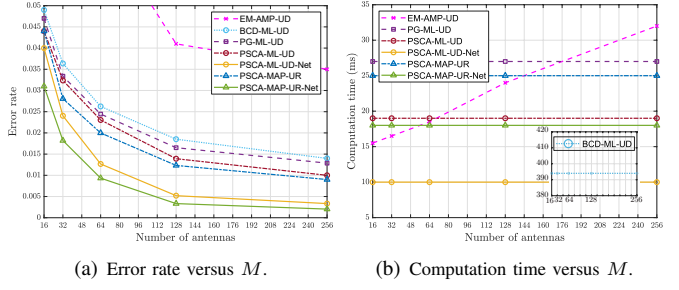 0.05
0.045
0.04
0.035
0.03
0.025
0.02
0.015
0.01
0.005
0
Error rate
EM-AMP-UD
BCD-ML-UD
PG-ML-UD
PSCA-ML-UD
PSCA-ML-UD-Net
PSCA-MAP-UR
PSCA-MAP-UR-Net
16 32 48 64 80 96 112 128 144 160 176 192 208 224 240 256
Number of antennas
(a) Error rate versus M.
35
30
25
20
15
10
5
Computation time (ms)
EM-AMP-UD
PG-ML-UD
PSCA-ML-UD
PSCA-ML-UD-Net
PSCA-MAP-UR
PSCA-MAP-UR-Net
420
410
400
390
380
BCD-ML-UD
16 32 64 128 256
16 32 48 64 80 96 112 128 144 160 176 192 208 224 240 256
Number of antennas
(b) Computation time versus M.